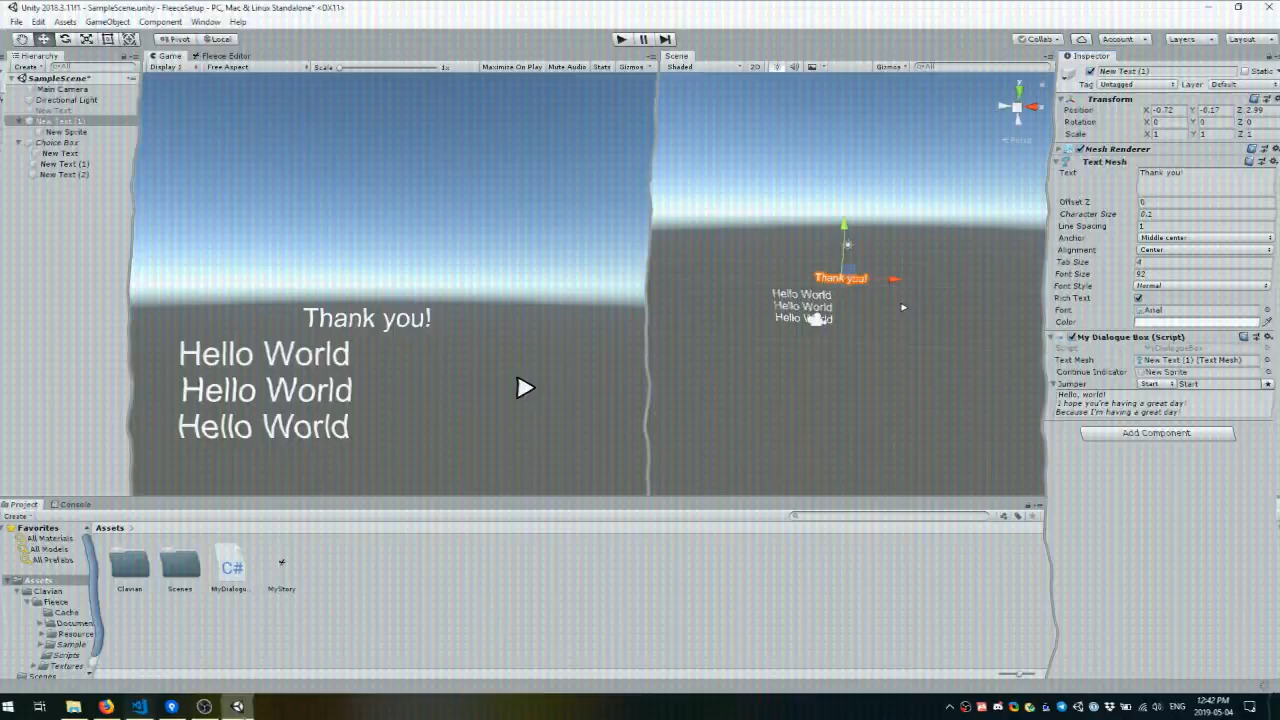 Unity 2018.3.11f1 - SampleScene.unity - FleeceSetup - PC, Mac & Linux Standalone* <DX11>
File Edit Assets GameObject Component Window Help
Pivot Local
Collab Account Layers Layout
Hierarchy Game Fleece Editor Scene Inspector
Create All Display 1 Free Aspect Scale 1x Maximize On Play Mute Audio Stats Gizmos Shaded 2D Gizmos All
New Text (1) Static
SampleScene*
Tag Untagged Layer Default
Main Camera
Directional Light
New Text
New Text (1)
New Sprite
Choice Box
New Text
New Text (1)
New Text (2)
Transform
Position X -0.72 Y -0.17 Z 2.99
Rotation X 0 Y 0 Z 0
Scale X 1 Y 1 Z 1
Mesh Renderer
Text Mesh
Text Thank you!
Offset Z 0
Character Size 0.1
Line Spacing 1
Anchor Middle center
Alignment Center
Tab Size 4
Font Size 92
Font Style Normal
Rich Text
Font Arial
Color
My Dialogue Box (Script)
Script MyDialogueBox
Text Mesh New Text (1) (Text Mesh)
Continue Indicator New Sprite
Jumper Start Start
Hello, world!
I hope you're having a great day!
Because I'm having a great day!
Add Component
Persp
Thank you!
Hello World
Hello World
Hello World
Thank you!
Hello World
Hello World
Project Console
Create
Favorites
All Materials
All Models
All Prefabs
Assets
Clavian
Fleece
Cache
Documen
Resource
Sample
Scripts
Textures
Scenes
Assets
C#
Clavian Scenes MyDialogu... MyStory
ENG
12:42 PM
2019-05-04